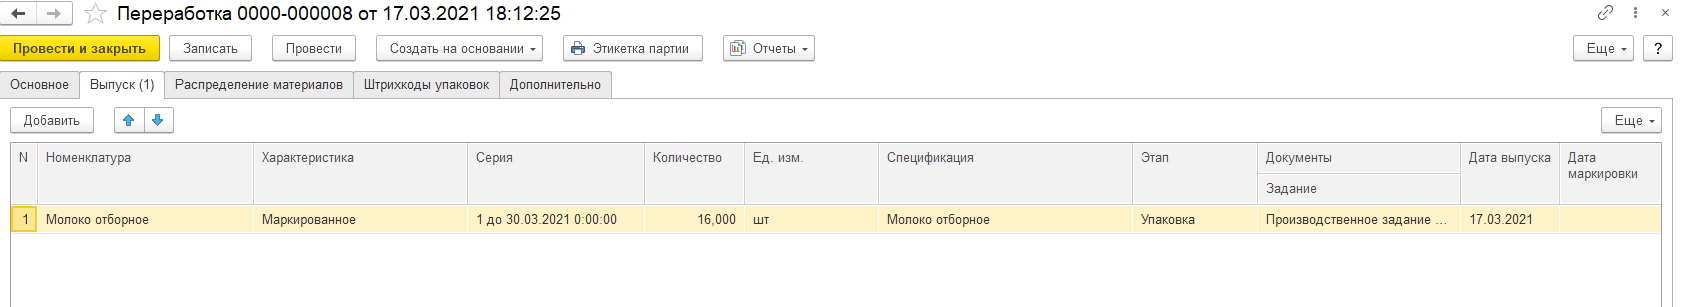 Переработка 0000-000008 от 17.03.2021 18:12:25
Провести и закрыть Записать Провести Создать на основании Этикетка партии Отчеты Еще ?
Основное Выпуск (1) Распределение материалов Штрихкоды упаковок Дополнительно
Добавить Еще
N Номенклатура Характеристика Серия Количество Ед. изм. Спецификация Этап Документы Дата выпуска Дата маркировки
Задание
1 Молоко отборное Маркированное 1 до 30.03.2021 0:00:00 16,000 шт Молоко отборное Упаковка Производственное задание ... 17.03.2021